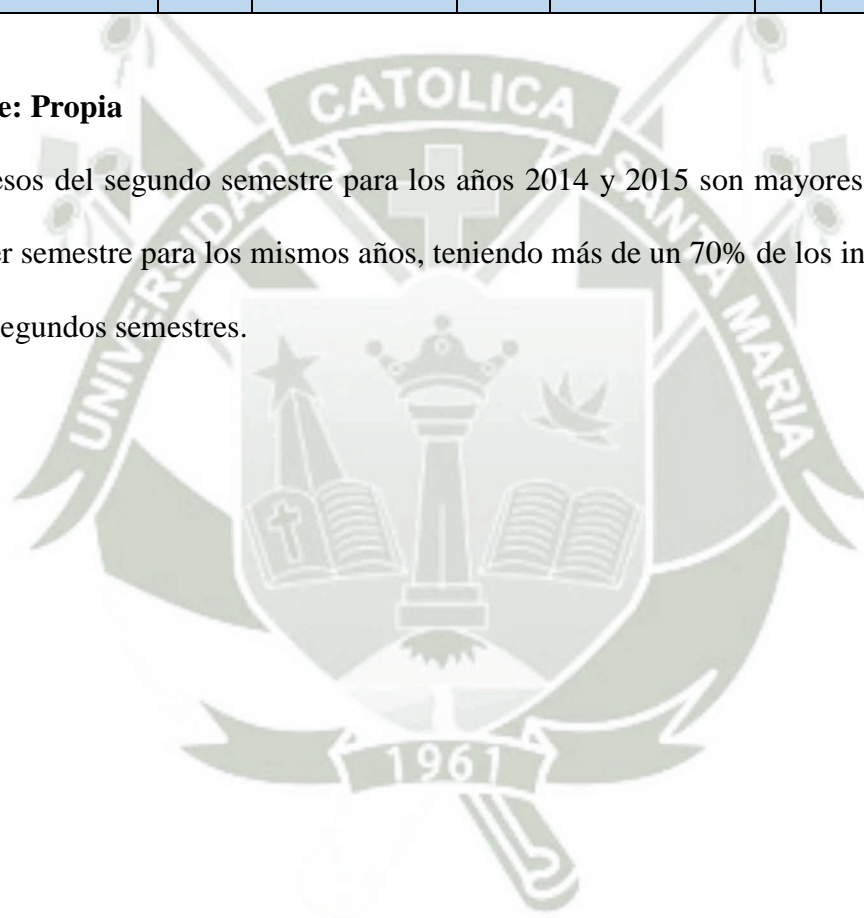 e: Propia
esos del segundo semestre para los años 2014 y 2015 son mayores
er semestre para los mismos años, teniendo más de un 70% de los in
egundos semestres.
UNIVERSIDAD CATOLICA SANTA MARIA
1961